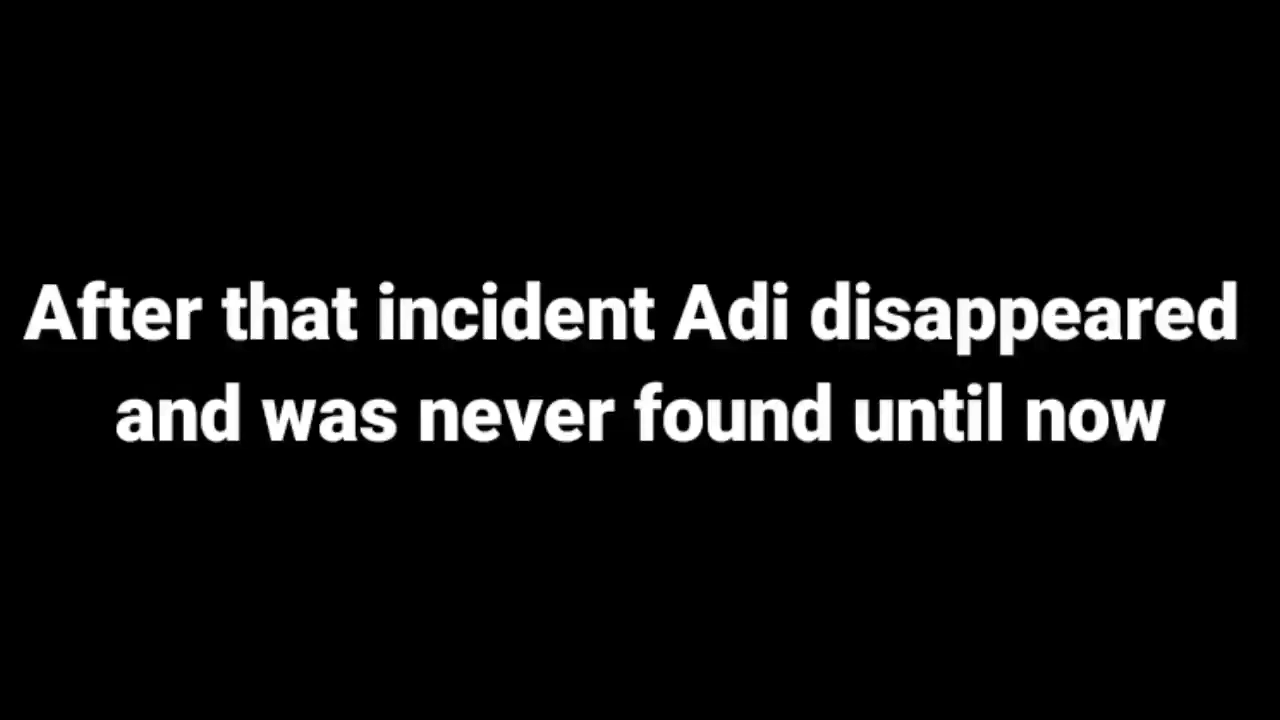 After that incident Adi disappeared
and was never found until now